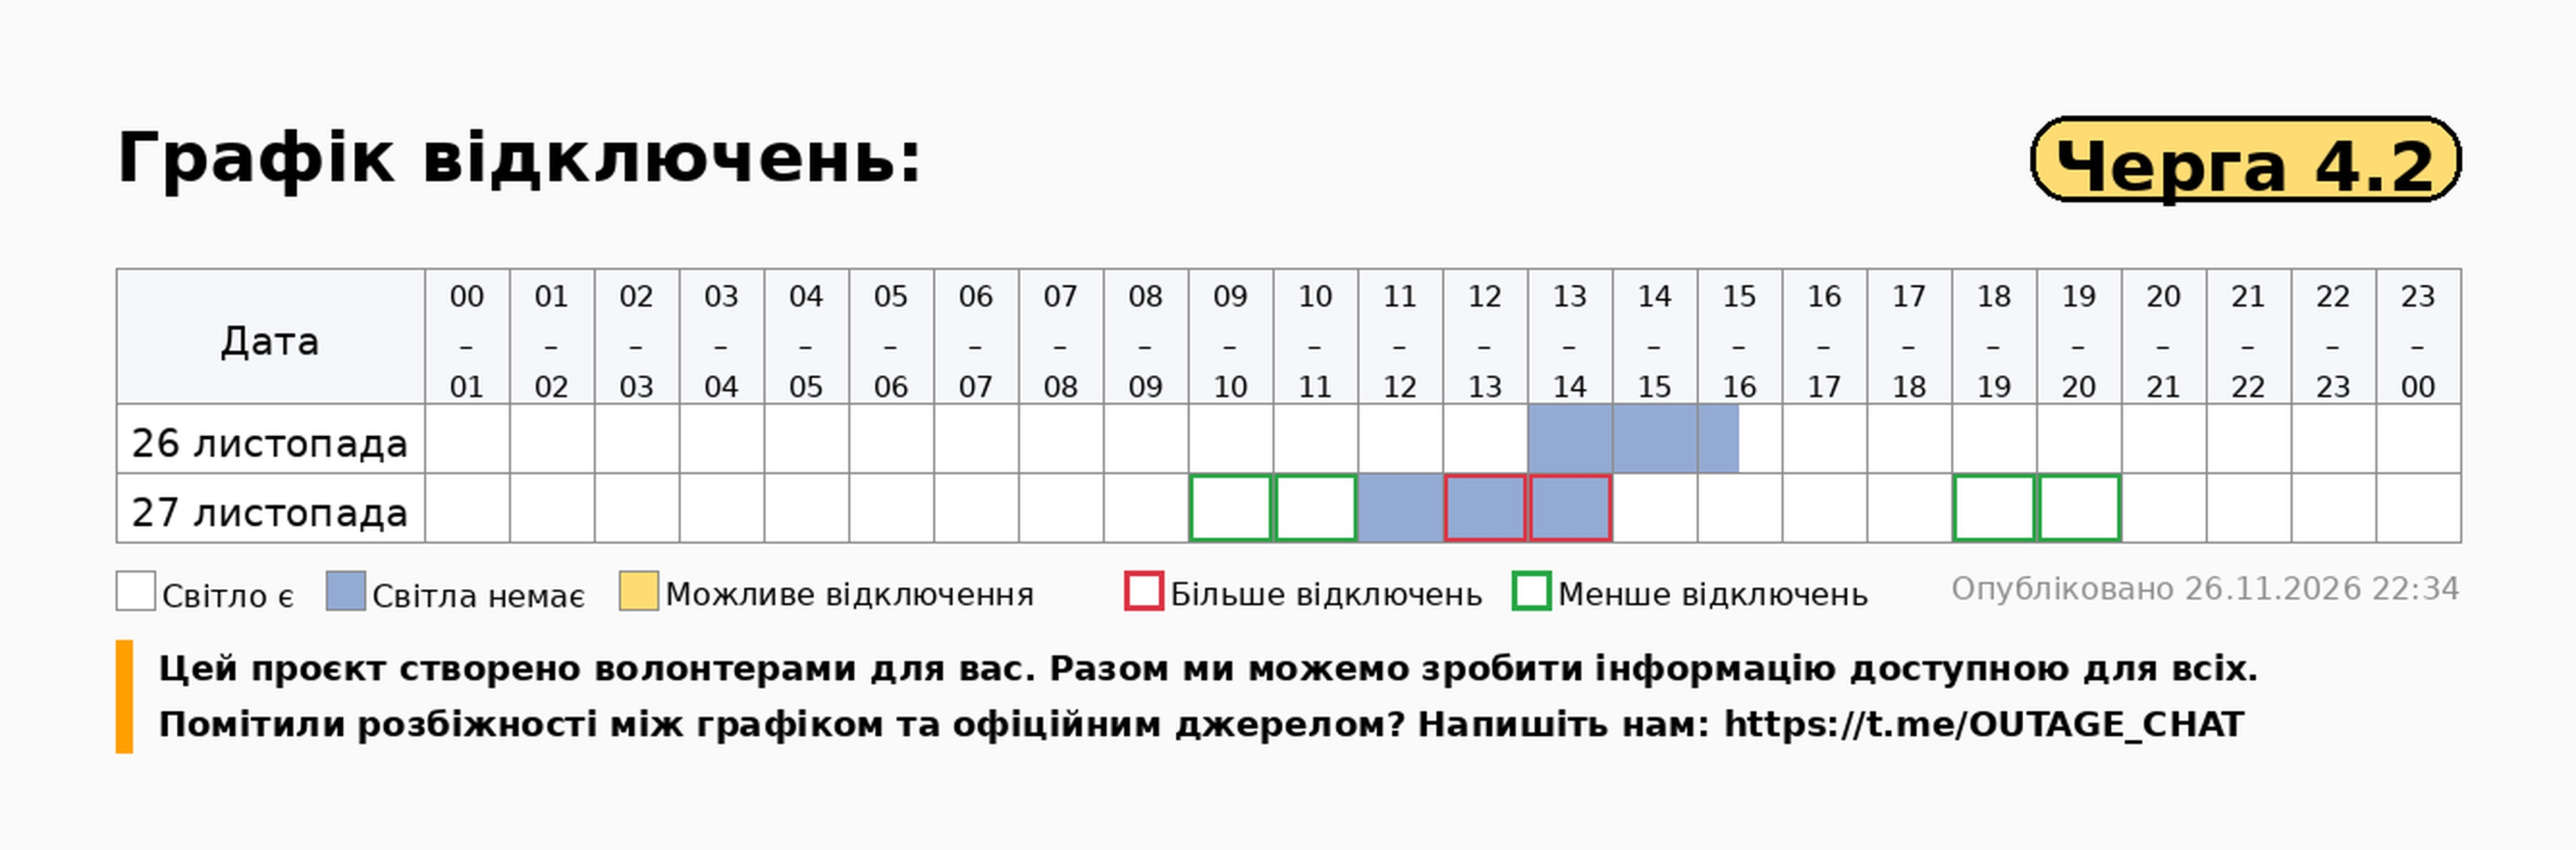 Графік відключень:
Черга 4.2
Дата 00 – 01 01 – 02 02 – 03 03 – 04 04 – 05 05 – 06 06 – 07 07 – 08 08 – 09 09 – 10 10 – 11 11 – 12 12 – 13 13 – 14 14 – 15 15 – 16 16 – 17 17 – 18 18 – 19 19 – 20 20 – 21 21 – 22 22 – 23 23 – 00
26 листопада
27 листопада
Світло є Світла немає Можливе відключення Більше відключень Менше відключень Опубліковано 26.11.2026 22:34
Цей проєкт створено волонтерами для вас. Разом ми можемо зробити інформацію доступною для всіх.
Помітили розбіжності між графіком та офіційним джерелом? Напишіть нам: https://t.me/OUTAGE_CHAT